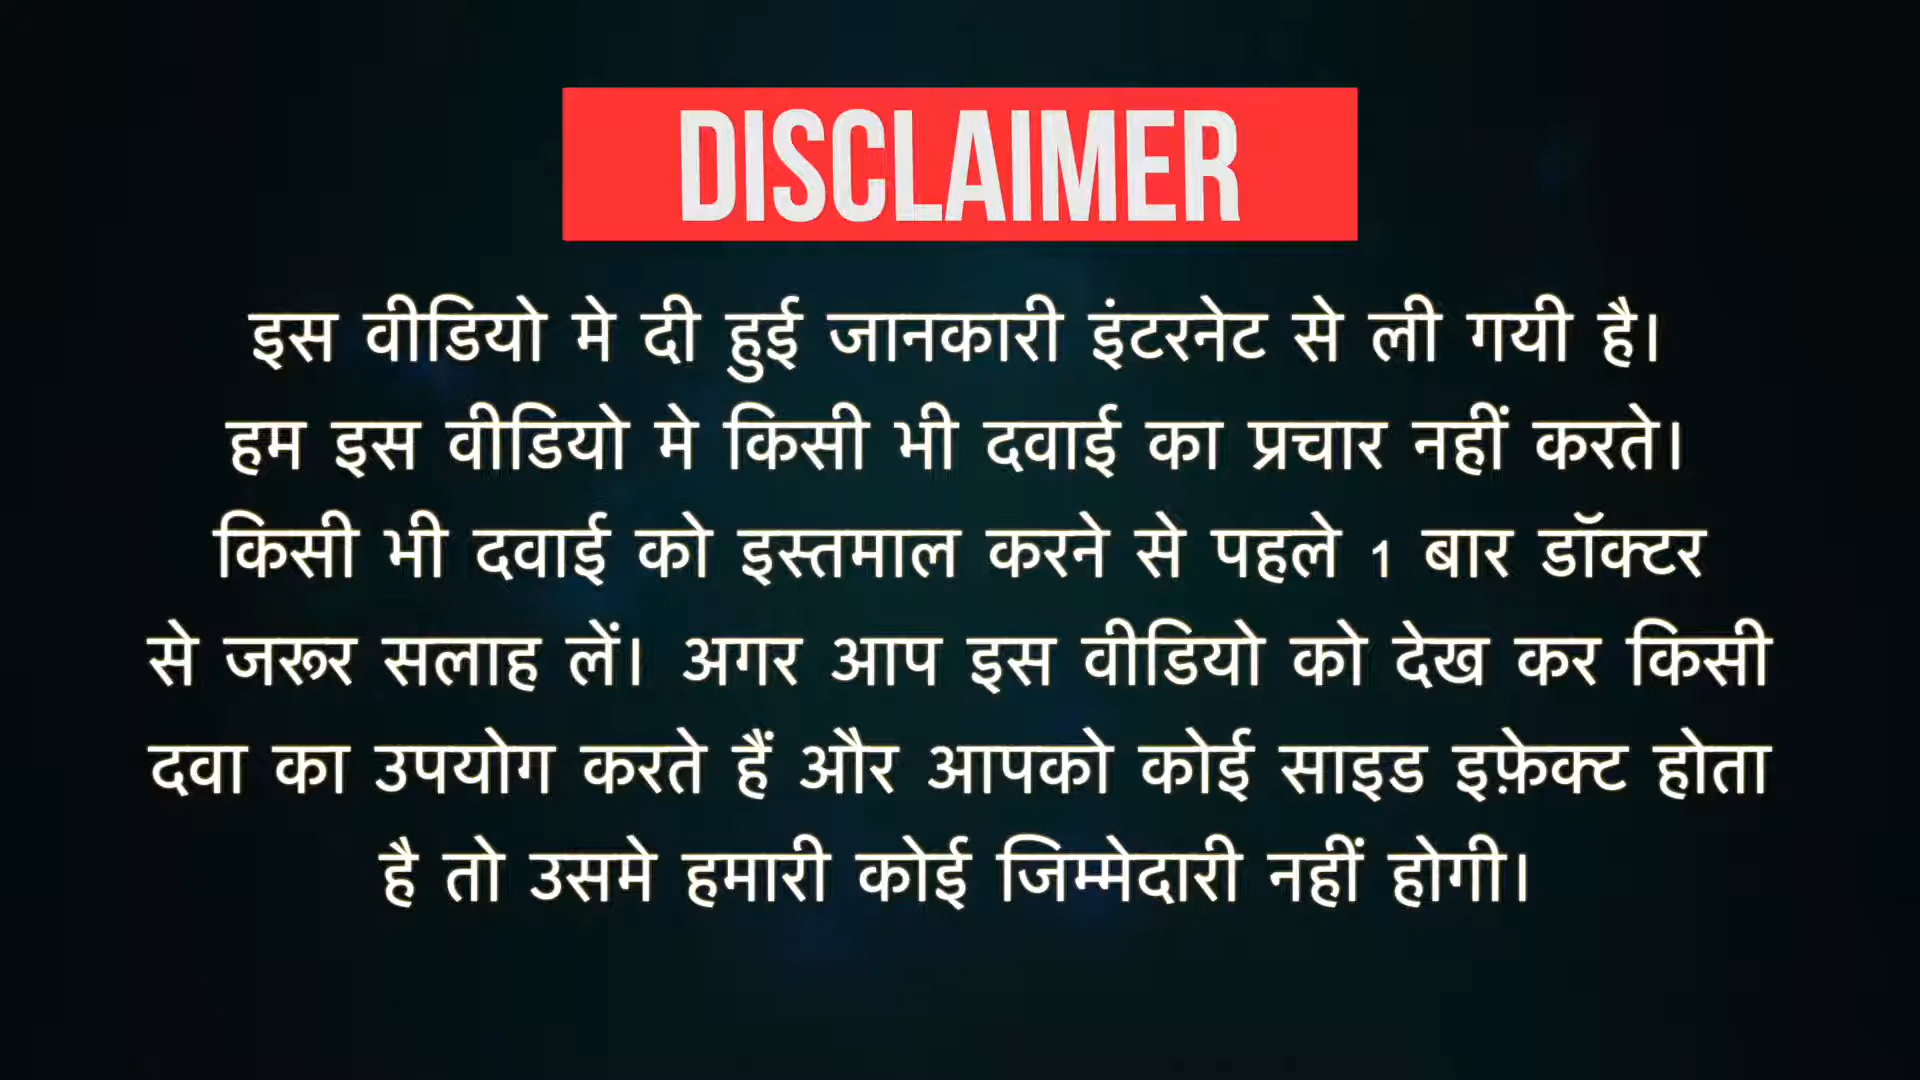 DISCLAIMER
इस वीडियो मे दी हुई जानकारी इंटरनेट से ली गयी है।
हम इस वीडियो मे किसी भी दवाई का प्रचार नहीं करते।
किसी भी दवाई को इस्तमाल करने से पहले 1 बार डॉक्टर
से जरूर सलाह लें। अगर आप इस वीडियो को देख कर किसी
दवा का उपयोग करते हैं और आपको कोई साइड इफ़ेक्ट होता
है तो उसमे हमारी कोई जिम्मेदारी नहीं होगी।